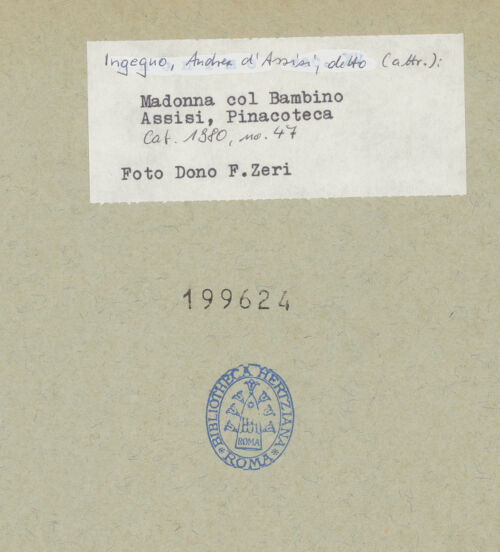 Ingegno, Andrea d'Assisi, detto (attr.):
Madonna col Bambino
Assisi, Pinacoteca
Cat. 1980, no. 47
Foto Dono F.Zeri
199624
BIBLIOTHECA HERTZIANA
ROMA
ROMA